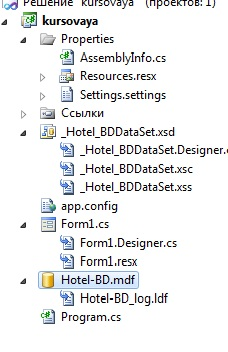 Решение "kursovaya" (проектов: 1)
kursovaya
Properties
AssemblyInfo.cs
Resources.resx
Settings.settings
Ссылки
_Hotel_BDDataSet.xsd
_Hotel_BDDataSet.Designer.
_Hotel_BDDataSet.xsc
_Hotel_BDDataSet.xss
app.config
Form1.cs
Form1.Designer.cs
Form1.resx
Hotel-BD.mdf
Hotel-BD_log.ldf
Program.cs